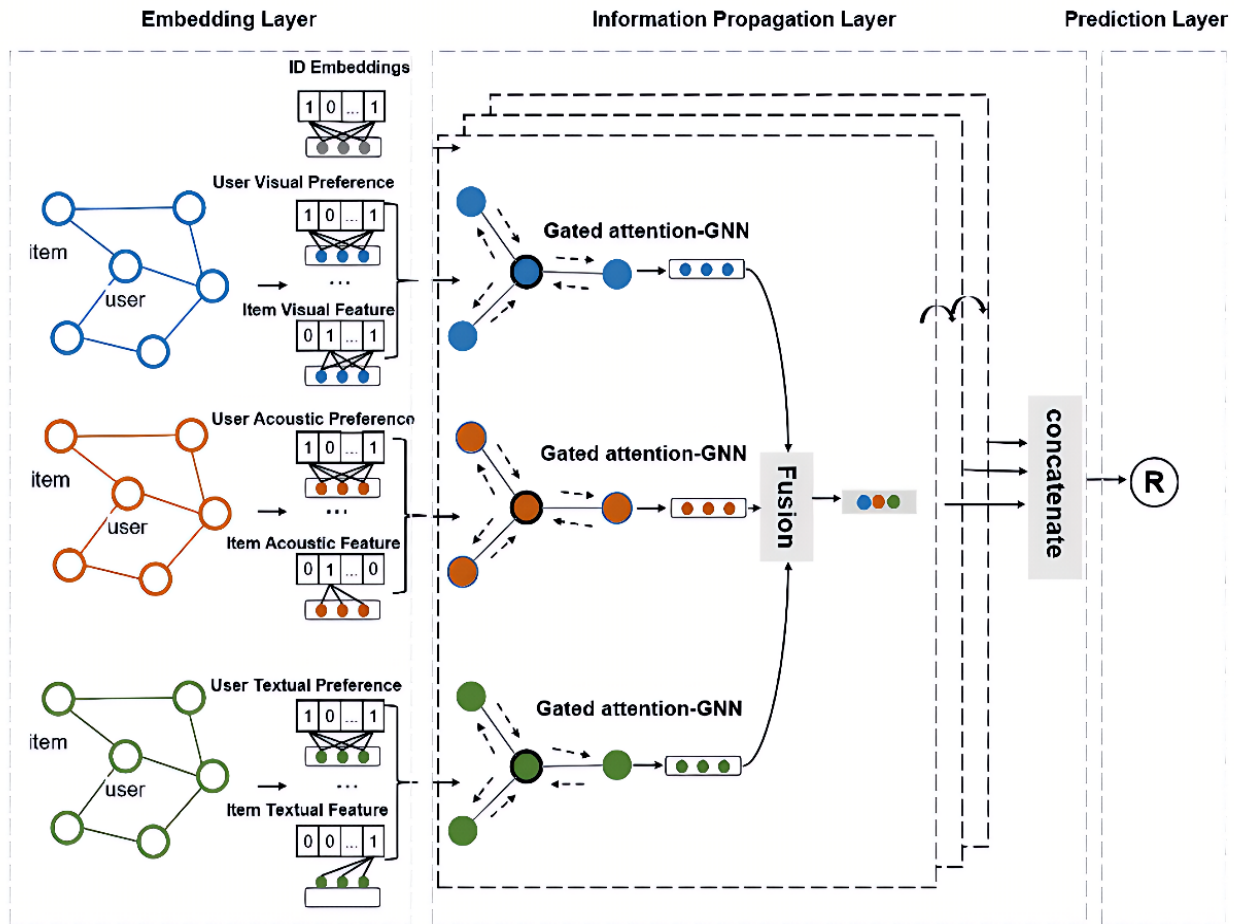 Embedding Layer
Information Propagation Layer
Prediction Layer
ID Embeddings
1 0 ... 1
User Visual Preference
1 0 ... 1
item
user
...
Item Visual Feature
0 1 ... 1
Gated attention-GNN
User Acoustic Preference
1 0 ... 1
item
user
...
Item Acoustic Feature
0 1 ... 0
Gated attention-GNN
Fusion
concatenate
R
User Textual Preference
1 0 ... 1
item
user
...
Item Textual Feature
0 0 ... 1
Gated attention-GNN